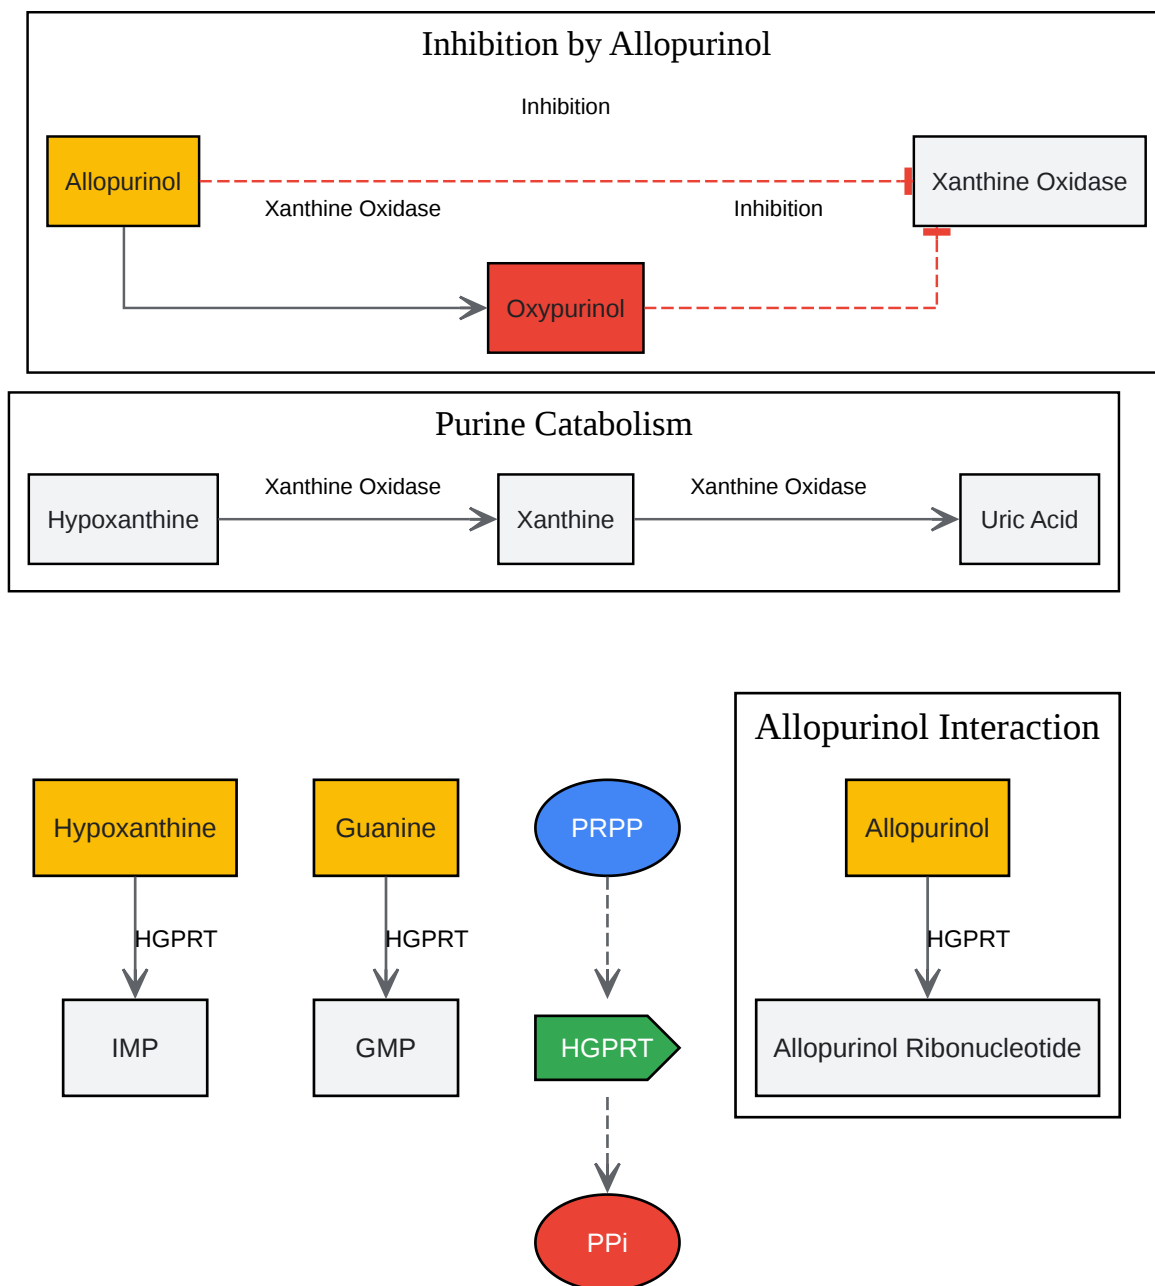 Inhibition by Allopurinol
Inhibition
Allopurinol
Xanthine Oxidase
Xanthine Oxidase
Inhibition
Oxypurinol
Purine Catabolism
Hypoxanthine
Xanthine Oxidase
Xanthine
Xanthine Oxidase
Uric Acid
Allopurinol Interaction
Hypoxanthine
Guanine
PRPP
Allopurinol
HGPRT
HGPRT
HGPRT
IMP
GMP
HGPRT
Allopurinol Ribonucleotide
PPi